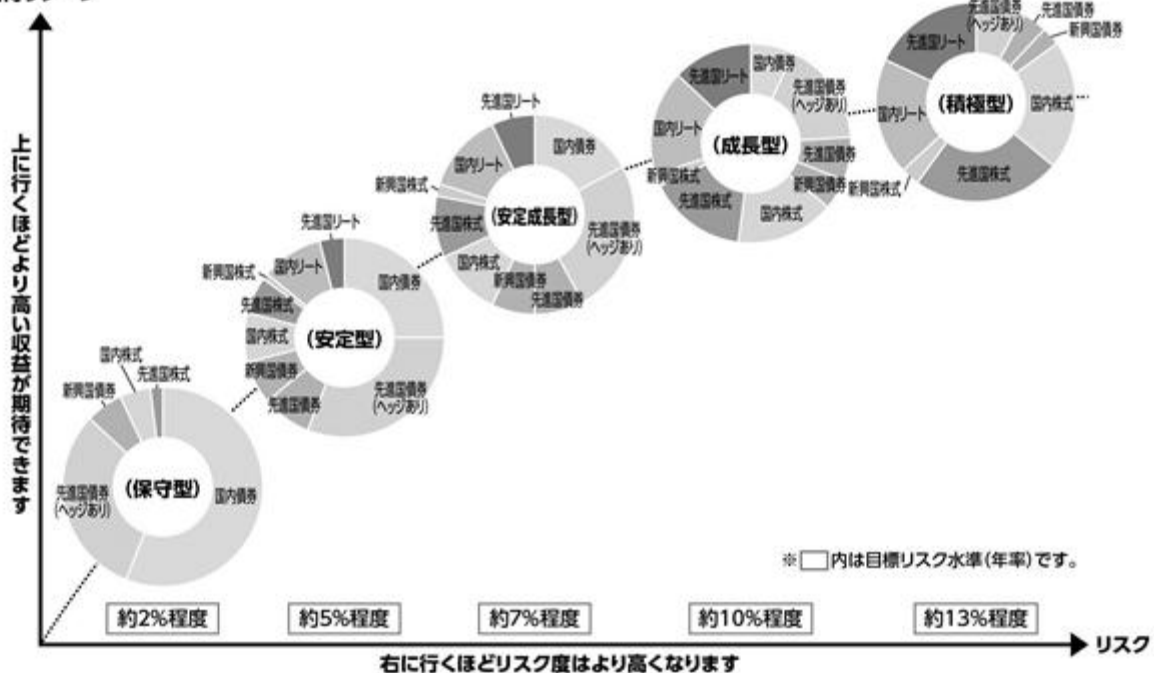 上に行くほどより高い収益が期待できます
(保守型)
国内債券
先進国債券
(ヘッジあり)
新興国債券
国内株式
先進国株式
(安定型)
国内債券
先進国債券
(ヘッジあり)
先進国債券
新興国債券
国内株式
先進国株式
新興国株式
国内リート
先進国リート
(安定成長型)
国内債券
先進国債券
(ヘッジあり)
先進国債券
新興国債券
国内株式
先進国株式
新興国株式
国内リート
先進国リート
(成長型)
国内債券
先進国債券
(ヘッジあり)
先進国債券
新興国債券
国内株式
先進国株式
新興国株式
国内リート
先進国リート
(積極型)
先進国債券
(ヘッジあり)
先進国債券
新興国債券
国内株式
先進国株式
新興国株式
国内リート
先進国リート
※ 内は目標リスク水準(年率)です。
約2%程度
約5%程度
約7%程度
約10%程度
約13%程度
リスク
右に行くほどリスク度はより高くなります